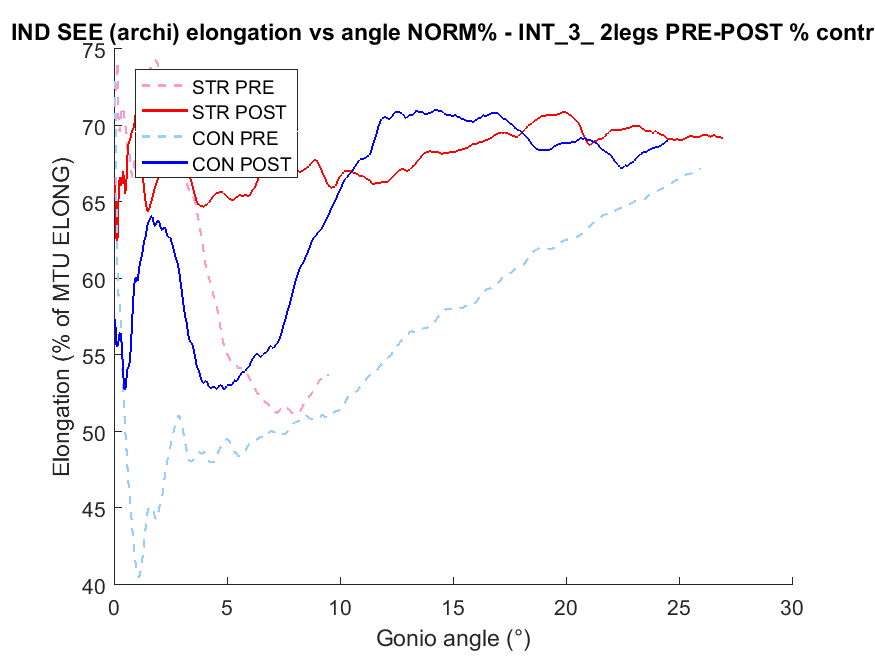 IND SEE (archi) elongation vs angle NORM% - INT_3_ 2legs PRE-POST % contr
75
70
65
60
55
50
45
40
Elongation (% of MTU ELONG)
STR PRE
STR POST
CON PRE
CON POST
0 5 10 15 20 25 30
Gonio angle (°)